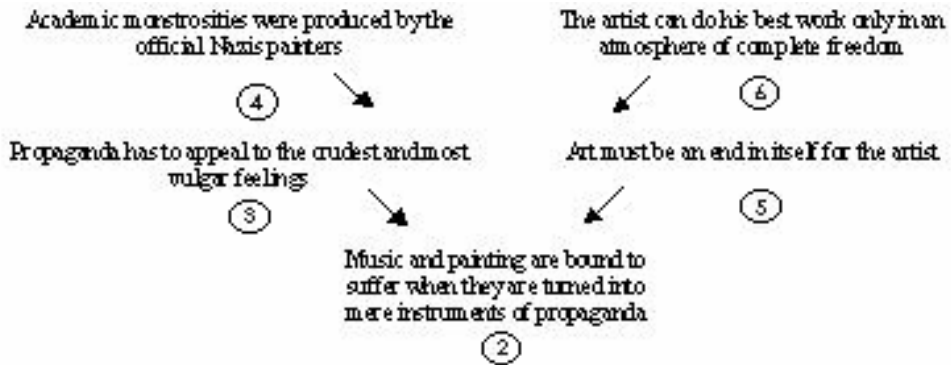 Academic monstrosities were produced by the
official Nazis painters
The artist can do his best work only in an
atmosphere of complete freedom
4
6
Propaganda has to appeal to the crudest and most
vulgar feelings
Art must be an end in itself for the artist
3
5
Music and painting are bound to
suffer when they are turned into
mere instruments of propaganda
2